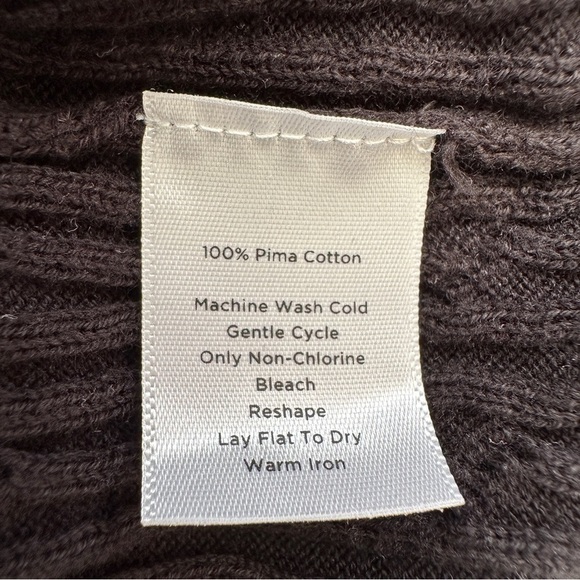 100% Pima Cotton
Machine Wash Cold
Gentle Cycle
Only Non-Chlorine
Bleach
Reshape
Lay Flat To Dry
Warm Iron